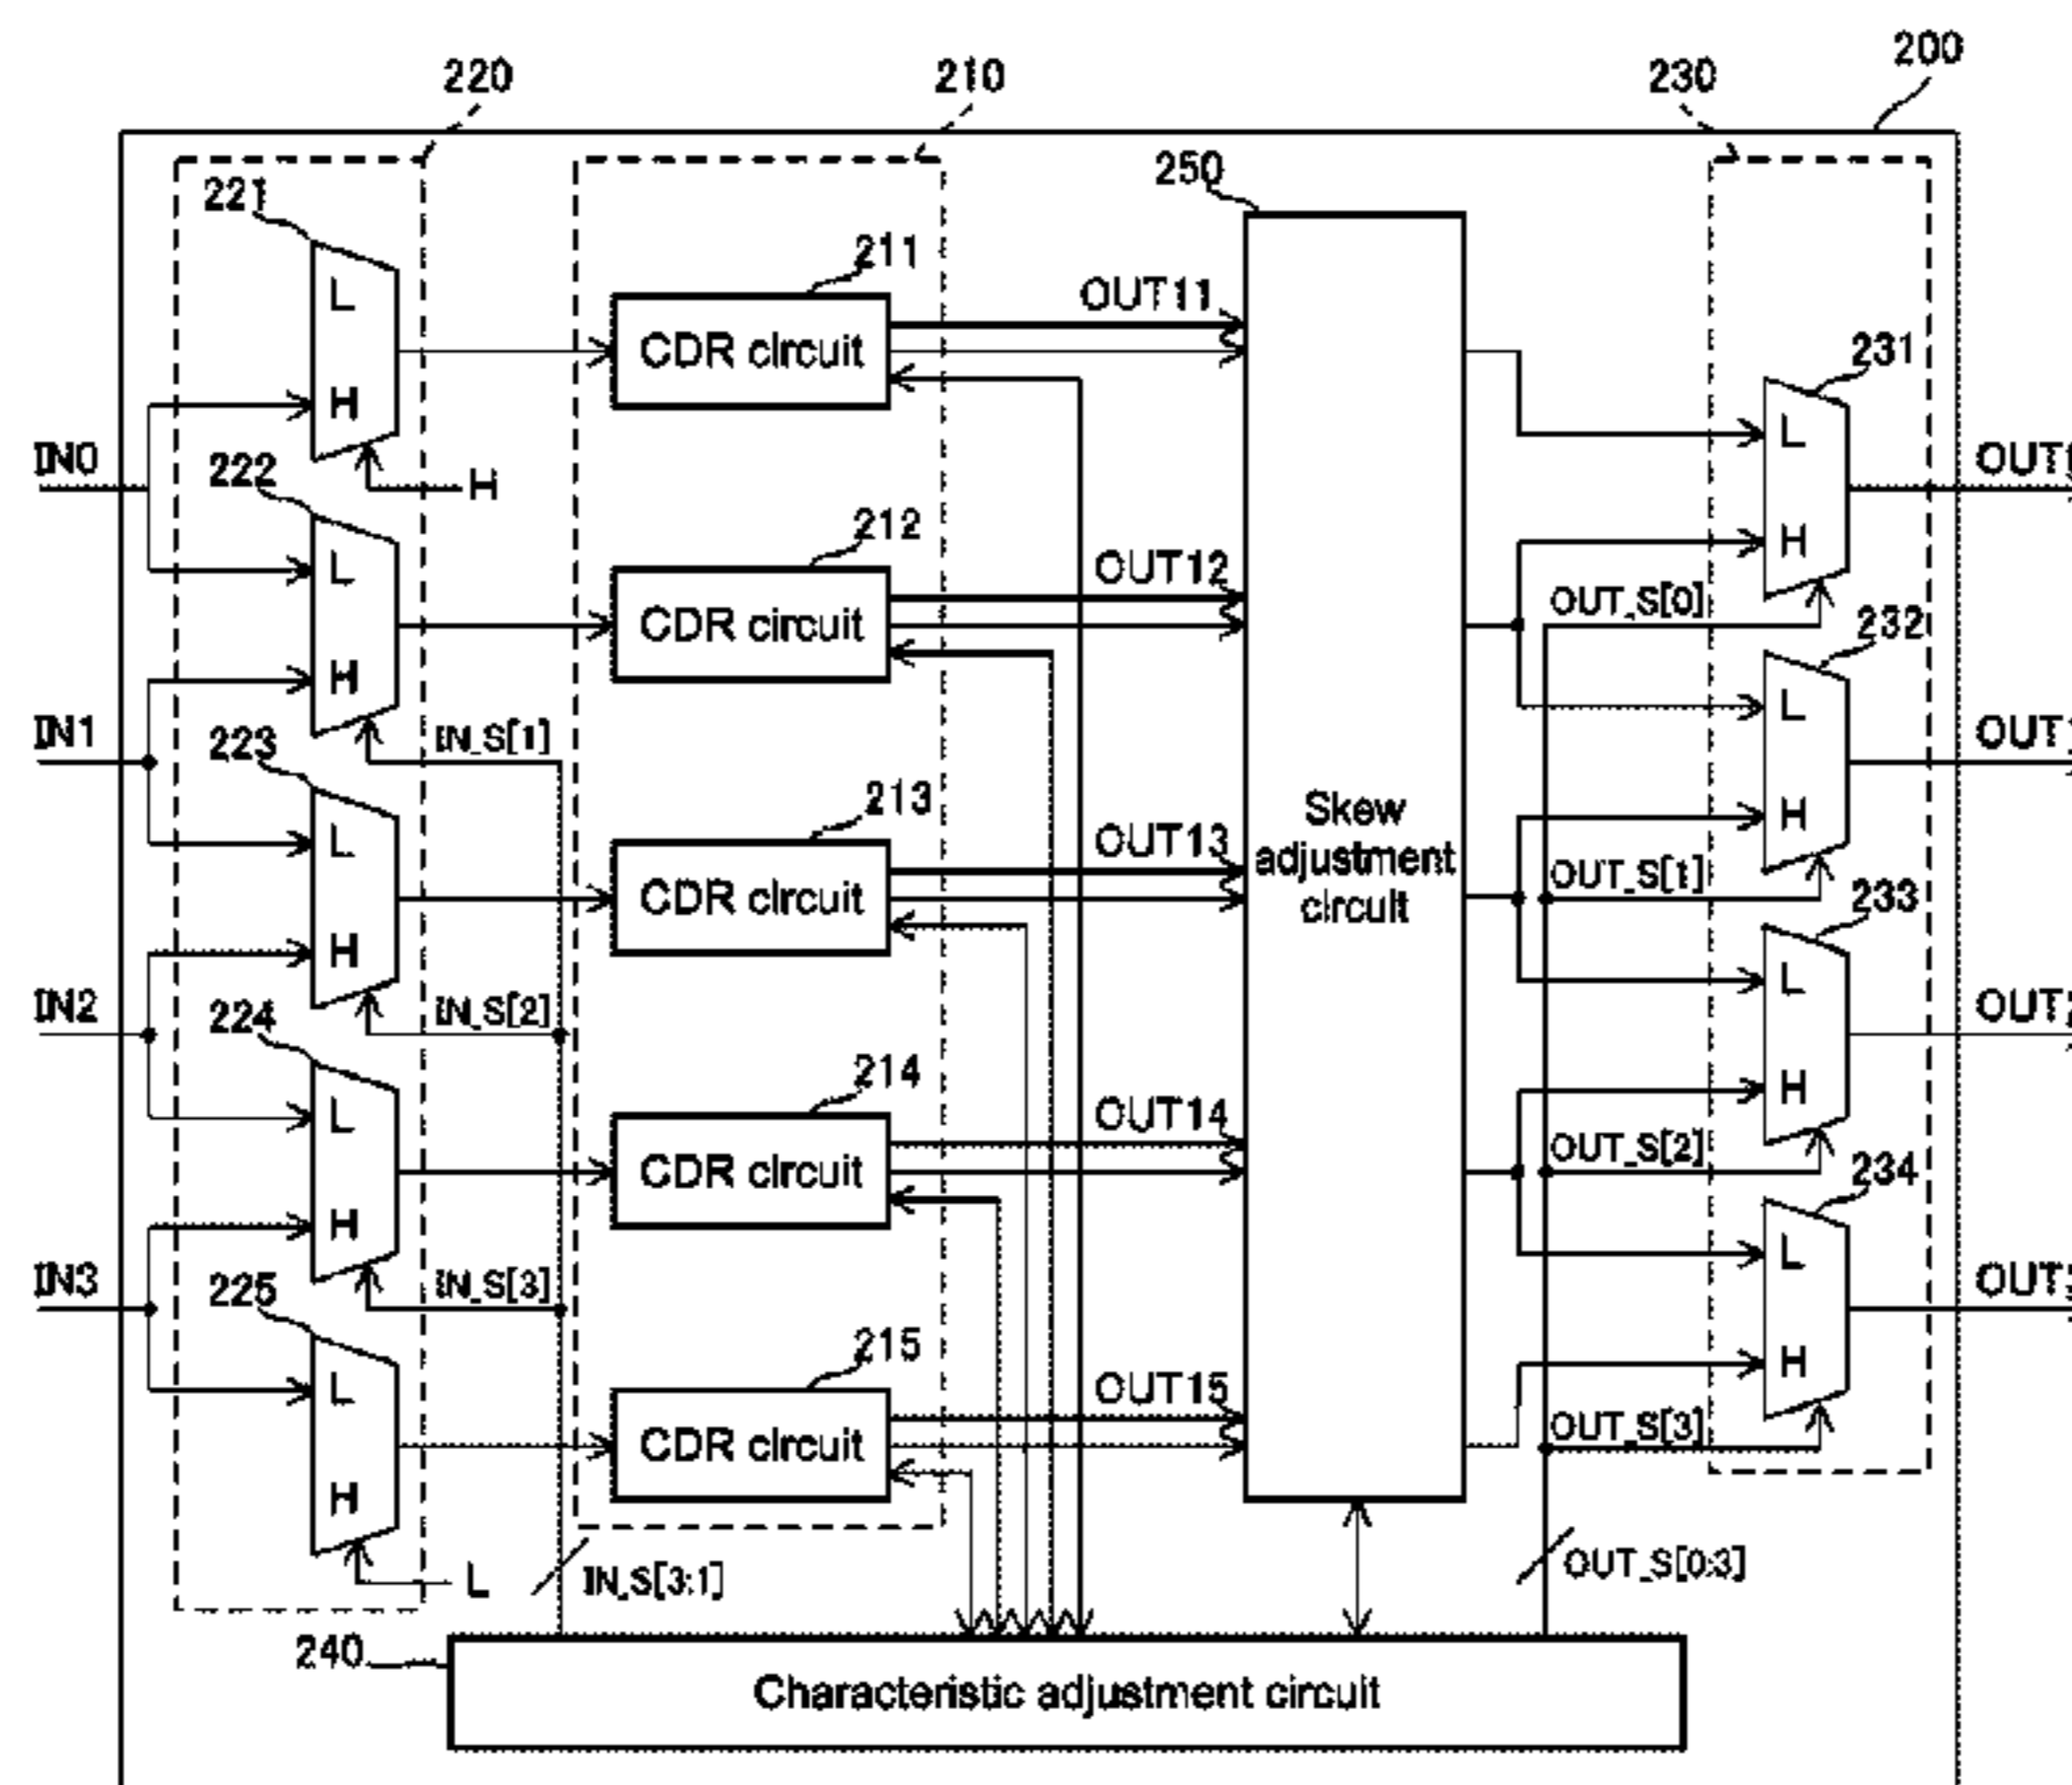 220
210
230
200
221
250
L
211
OUT11
CDR circuit
231
H
L
IN0
222
H
OUT0
212
H
L
OUT12
CDR circuit
OUT_S[0]
232
H
L
IN1
223
IN_S[1]
OUT1
213
H
L
OUT13
Skew
adjustment
circuit
CDR circuit
OUT_S[1]
233
H
L
IN2
224
IN_S[2]
OUT2
214
H
L
OUT14
CDR circuit
OUT_S[2]
234
H
L
IN3
225
IN_S[3]
215
H
L
OUT15
CDR circuit
OUT_S[3]
H
L
IN_S[3:1]
OUT_S[0:3]
240
Characteristic adjustment circuit